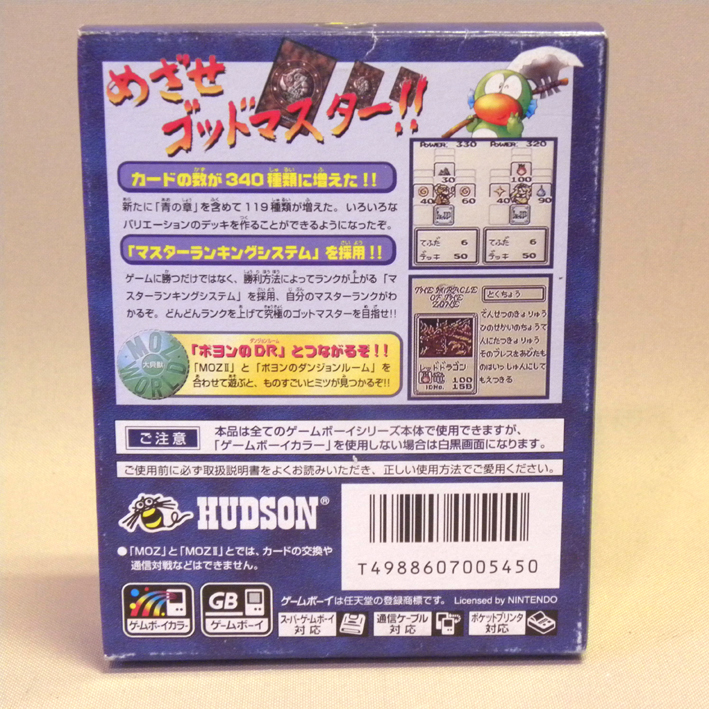 めざせ
ゴッドマスター!!
カードの数が340種類に増えた!!
新たに「青の章」を含めて119種類が増えた。いろいろな
バリエーションのデッキを作ることができるようになったぞ。
「マスターランキングシステム」を採用!!
ゲームに勝つだけではなく、勝利方法によってランクが上がる「マ
スターランキングシステム」を採用、自分のマスターランクがわ
かるぞ。どんどんランクを上げて究極のゴットマスターを目指せ!!
「ポヨンのDR」とつながるぞ!!
「MOZⅡ」と「ポヨンのダンジョンルーム」を
合わせて遊ぶと、ものすごいヒミツが見つかるぞ!!
MOZ WORLD
POWER 330
POWER 320
30
100
40
60
40
90
てふだ 6
デッキ 50
てふだ 6
デッキ 50
THE MIRACLE
OF THE
ZONE
とくちょう
でんせつのきょりゅう
ひのせかいのちょうで
人にたつきょりゅう
そのブレスをあびたも
のはいっしゅんにして
もえつきる
レッドドラゴン
100
IDNo. 158
ご注意
本品は全てのゲームボーイシリーズ本体で使用できますが、
「ゲームボーイカラー」を使用しない場合は白黒画面になります。
ご使用前に必ず取扱説明書をよくお読みいただき、正しい使用方法でご愛用ください。
HUDSON®
●「MOZ」と「MOZⅡ」とでは、カードの交換や
通信対戦などはできません。
T4988607005450
ゲームボーイは任天堂の登録商標です。 Licensed by NINTENDO
ゲームボーイカラー
GB
ゲームボーイ
スーパーゲームボーイ
対応
通信ケーブル
対応
ポケットプリンタ
対応